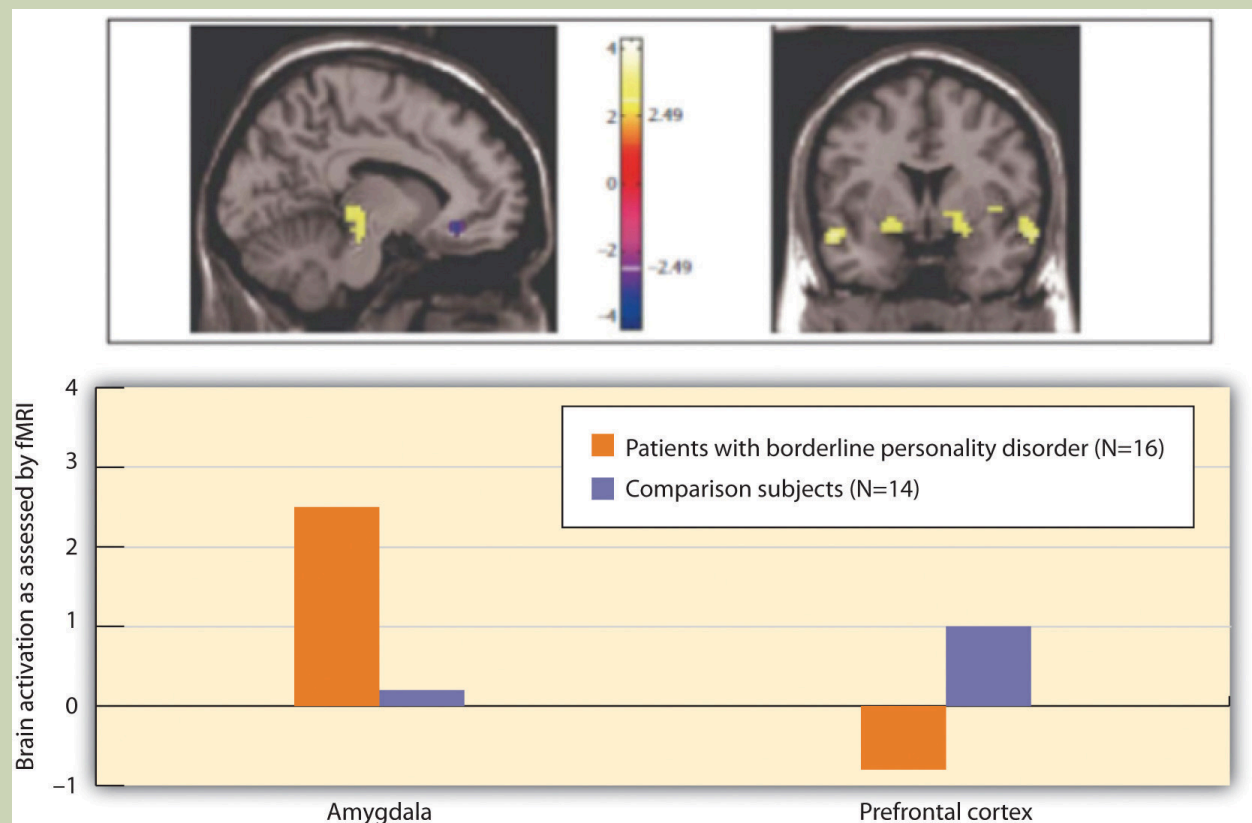 4
2
2.49
0
−2
−2.49
−4
Brain activation as assessed by fMRI
4
3
2
1
0
−1
Patients with borderline personality disorder (N=16)
Comparison subjects (N=14)
Amygdala
Prefrontal cortex